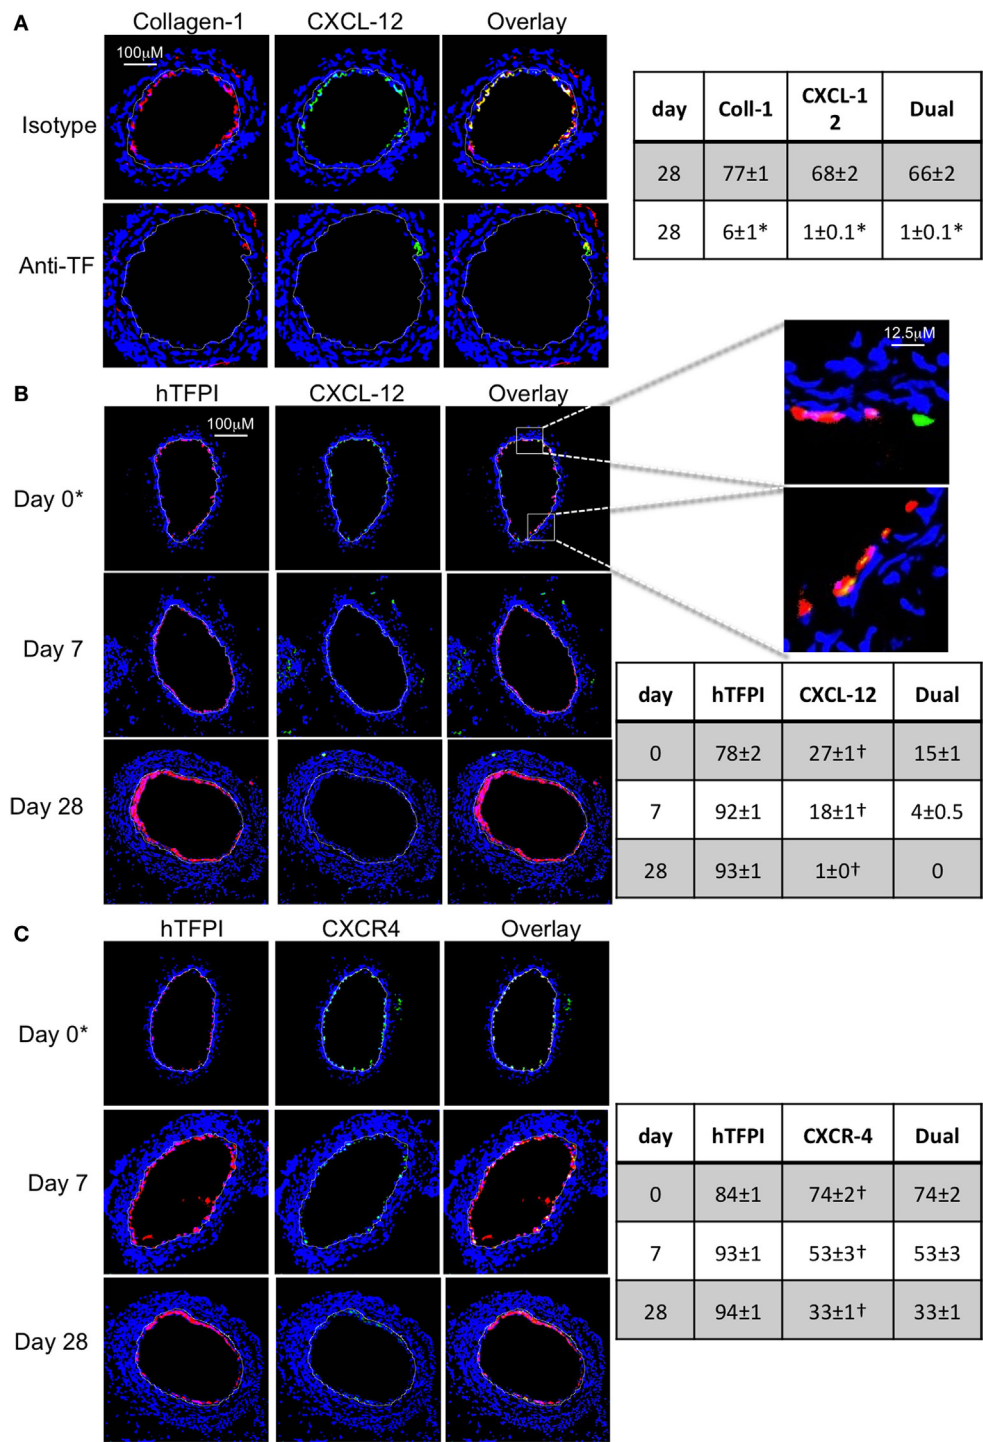 A
Collagen-1 CXCL-12 Overlay
100μM
Isotype
Anti-TF
day Coll-1 CXCL-1 2 Dual
28 77±1 68±2 66±2
28 6±1* 1±0.1* 1±0.1*
B
hTFPI CXCL-12 Overlay
100μM
12.5μM
Day 0*
Day 7
Day 28
day hTFPI CXCL-12 Dual
0 78±2 27±1† 15±1
7 92±1 18±1† 4±0.5
28 93±1 1±0† 0
C
hTFPI CXCR4 Overlay
Day 0*
Day 7
Day 28
day hTFPI CXCR-4 Dual
0 84±1 74±2† 74±2
7 93±1 53±3† 53±3
28 94±1 33±1† 33±1